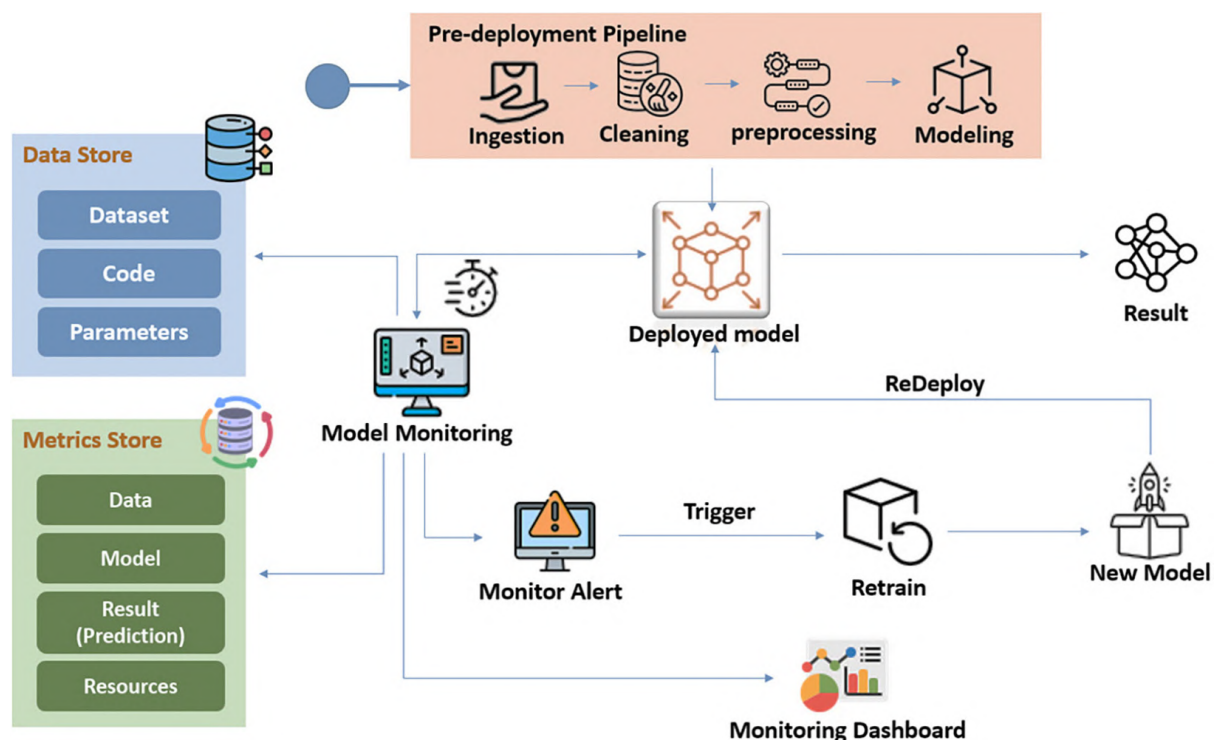 Pre-deployment Pipeline
Ingestion
Cleaning
preprocessing
Modeling
Data Store
Dataset
Code
Parameters
Deployed model
Result
Model Monitoring
ReDeploy
Metrics Store
Data
Model
Result
(Prediction)
Resources
Monitor Alert
Trigger
Retrain
New Model
Monitoring Dashboard